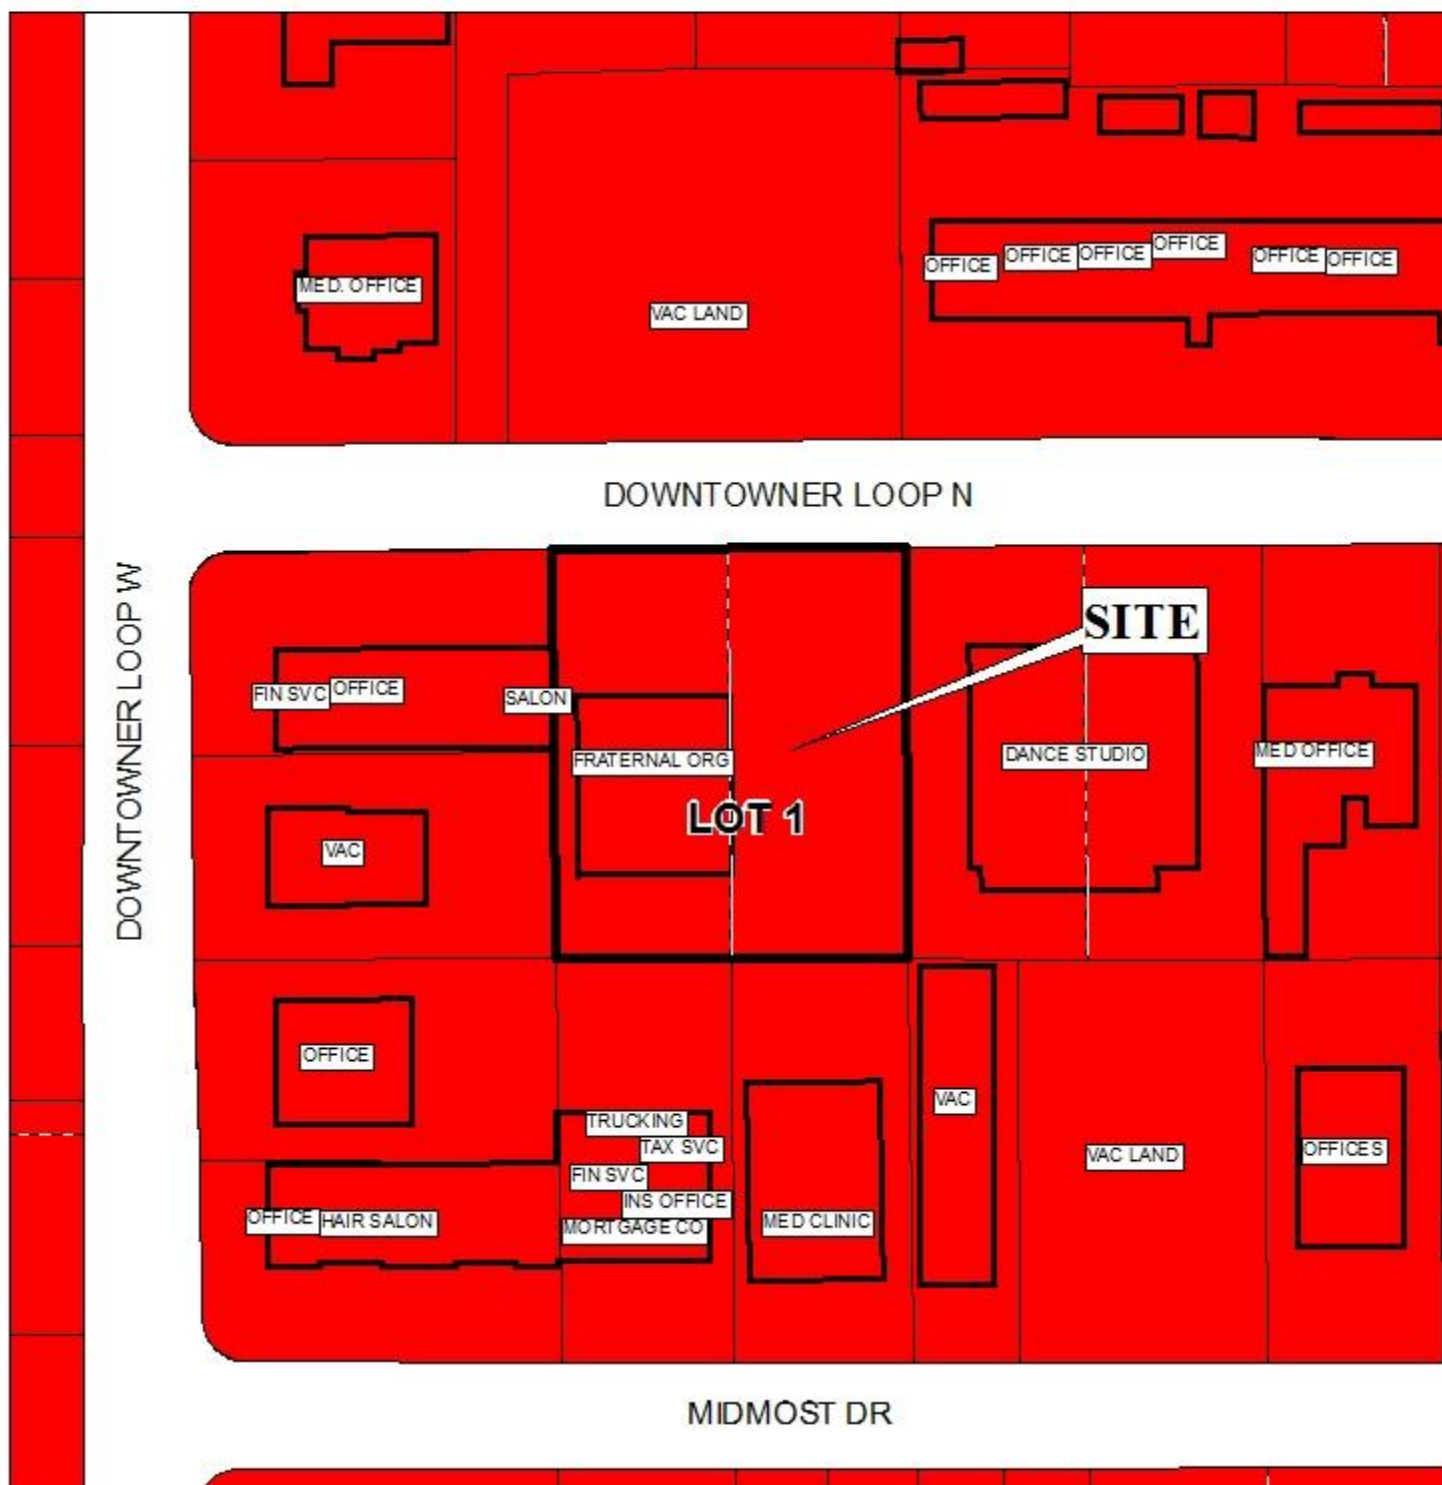 MED. OFFICE
VAC LAND
OFFICE
OFFICE
OFFICE
OFFICE
OFFICE
OFFICE
DOWNTOWNER LOOP N
DOWNTOWNER LOOP W
SITE
FIN SVC
OFFICE
SALON
FRATERNAL ORG
DANCE STUDIO
MED OFFICE
LOT 1
VAC
OFFICE
VAC
TRUCKING
TAX SVC
FIN SVC
INS OFFICE
MORTGAGE CO
OFFICE
HAIR SALON
MED CLINIC
VAC LAND
OFFICES
MIDMOST DR